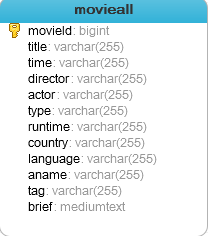 movieall
movieId: bigint
title: varchar(255)
time: varchar(255)
director: varchar(255)
actor: varchar(255)
type: varchar(255)
runtime: varchar(255)
country: varchar(255)
language: varchar(255)
aname: varchar(255)
tag: varchar(255)
brief: mediumtext